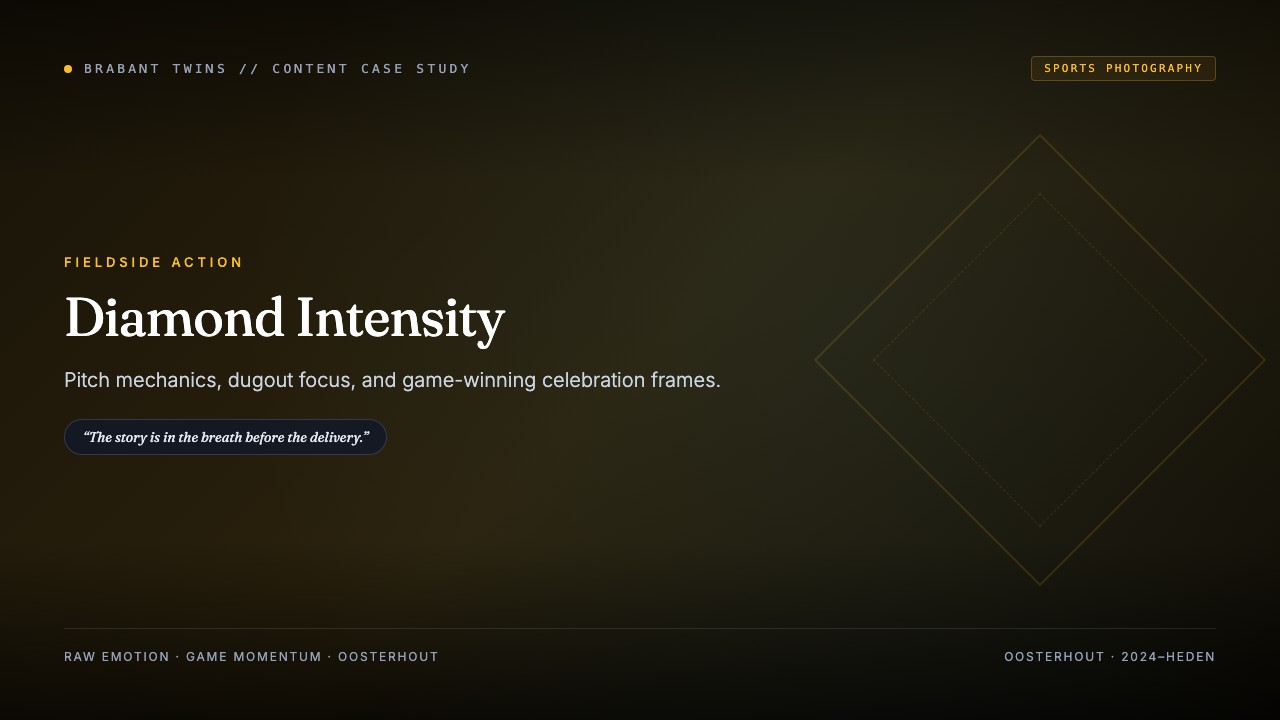 BRABANT TWINS // CONTENT CASE STUDY
SPORTS PHOTOGRAPHY
FIELDSIDE ACTION
Diamond Intensity
Pitch mechanics, dugout focus, and game-winning celebration frames.
“The story is in the breath before the delivery.”
RAW EMOTION · GAME MOMENTUM · OOSTERHOUT
OOSTERHOUT · 2024–HEDEN